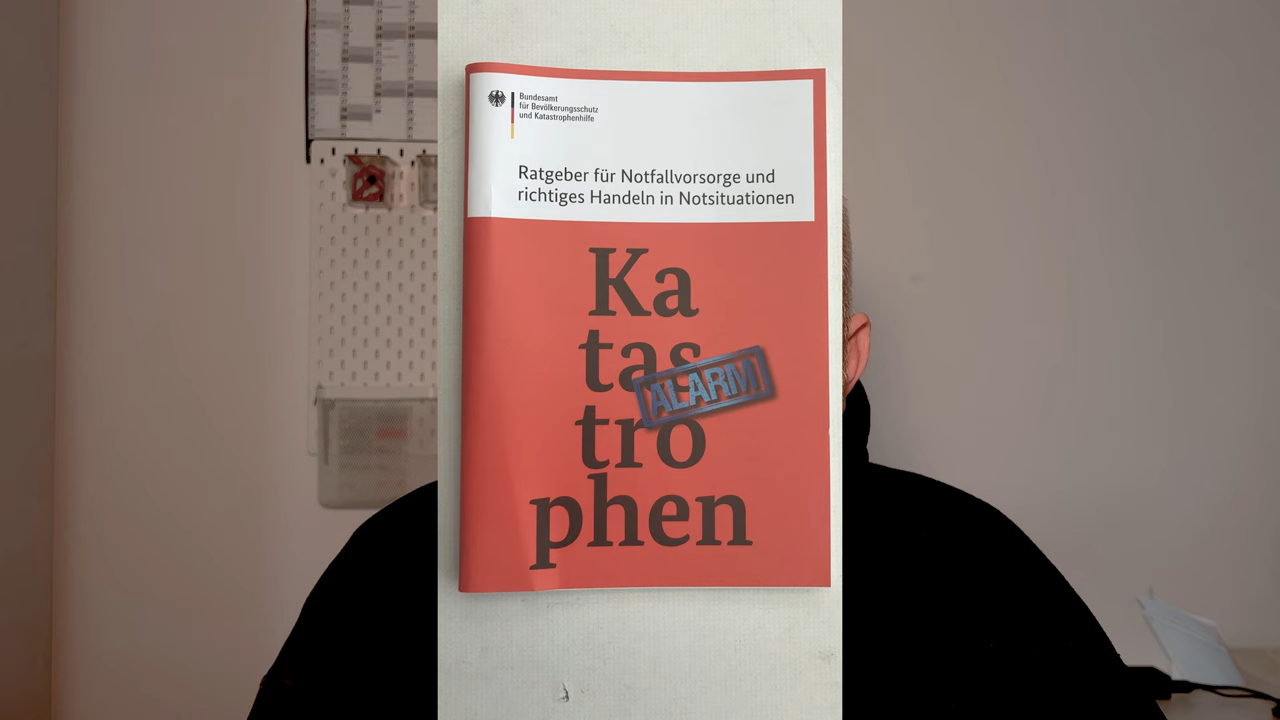 Bundesamt
für Bevölkerungsschutz
und Katastrophenhilfe
Ratgeber für Notfallvorsorge und
richtiges Handeln in Notsituationen
Ka
tas
ALARM
tro
phen